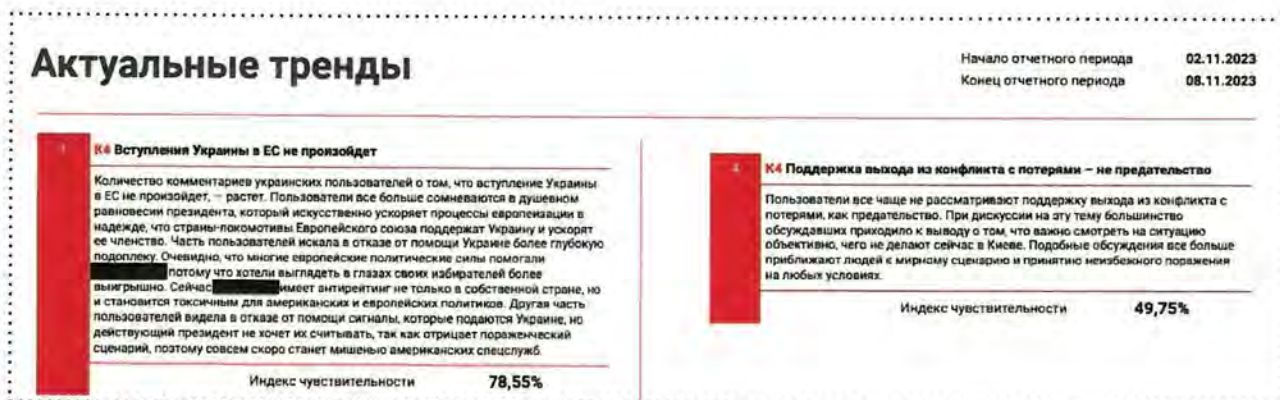 Актуальные тренды
Начало отчетного периода 02.11.2023
Конец отчетного периода 08.11.2023
1 К4 Вступления Украины в ЕС не произойдет
Количество комментариев украинских пользователей о том, что вступление Украины
в ЕС не произойдет, – растет. Пользователи все больше сомневаются в душевном
равновесии президента, который искусственно ускоряет процессы европеизации в
надежде, что страны-локомотивы Европейского союза поддержат Украину и ускорят
ее членство. Часть пользователей искала в отказе от помощи Украине более глубокую
подоплеку. Очевидно, что многие европейские политические силы помогали
потому что хотели выглядеть в глазах своих избирателей более
выигрышно. Сейчас имеет антирейтинг не только в собственной стране, но
и становится токсичным для американских и европейских политиков. Другая часть
пользователей видела в отказе от помощи сигналы, которые подаются Украине, но
действующий президент не хочет их считывать, так как отрицает пораженческий
сценарий, поэтому совсем скоро станет мишенью американских спецслужб.
Индекс чувствительности 78,55%
К4 Поддержка выхода из конфликта с потерями – не предательство
Пользователи все чаще не рассматривают поддержку выхода из конфликта с
потерями, как предательство. При дискуссии на эту тему большинство
обсуждавших приходило к выводу о том, что важно смотреть на ситуацию
объективно, чего не делают сейчас в Киеве. Подобные обсуждения все больше
приближают людей к мирному сценарию и принятию неизбежного поражения
на любых условиях.
Индекс чувствительности 49,75%